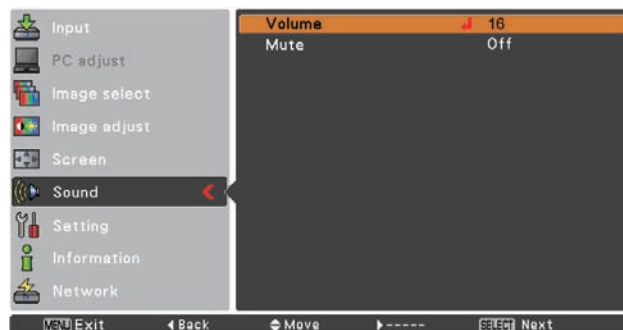 Input
PC adjust
Image select
Image adjust
Screen
Sound
Setting
Information
Network
Volume 16
Mute Off
MENU Exit Back Move ----- SELECT Next